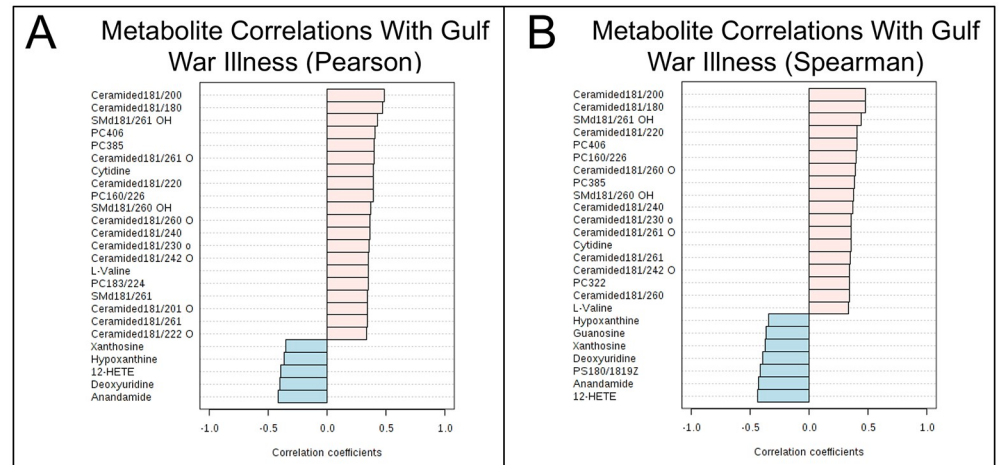 A
Metabolite Correlations With Gulf
War Illness (Pearson)
Ceramided181/200
Ceramided181/180
SMd181/261 OH
PC406
PC385
Ceramided181/261 O
Cytidine
Ceramided181/220
PC160/226
SMd181/260 OH
Ceramided181/260 O
Ceramided181/240
Ceramided181/230 o
Ceramided181/242 O
L-Valine
PC183/224
SMd181/261
Ceramided181/201 O
Ceramided181/261
Ceramided181/222 O
Xanthosine
Hypoxanthine
12-HETE
Deoxyuridine
Anandamide
-1.0 -0.5 0.0 0.5 1.0
Correlation coefficients
B
Metabolite Correlations With Gulf
War Illness (Spearman)
Ceramided181/200
Ceramided181/180
SMd181/261 OH
Ceramided181/220
PC406
PC160/226
Ceramided181/260 O
PC385
SMd181/260 OH
Ceramided181/240
Ceramided181/230 o
Ceramided181/261 O
Cytidine
Ceramided181/261
Ceramided181/242 O
PC322
Ceramided181/260
L-Valine
Hypoxanthine
Guanosine
Xanthosine
Deoxyuridine
PS180/1819Z
Anandamide
12-HETE
-1.0 -0.5 0.0 0.5 1.0
Correlation coefficients